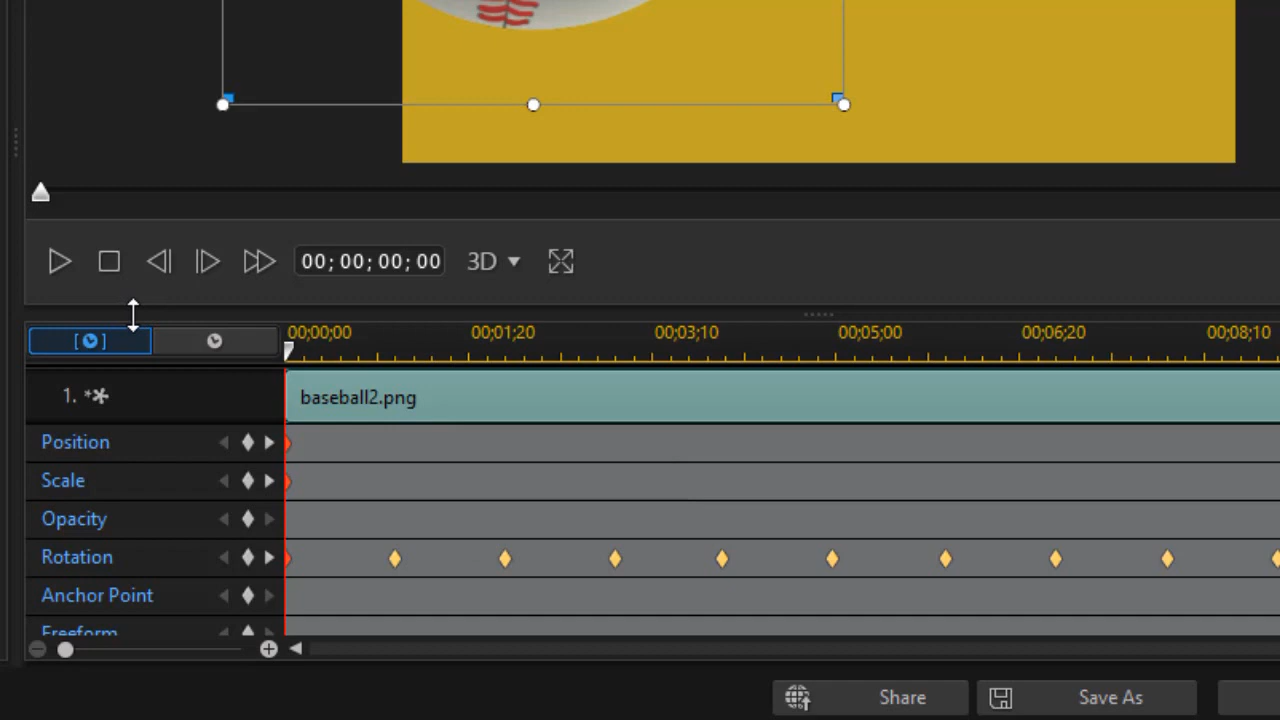 00;00;00;00 3D
00;00;00 00;01;20 00;03;10 00;05;00 00;06;20 00;08;10
1. baseball2.png
Position
Scale
Opacity
Rotation
Anchor Point
Freeform
Share Save As